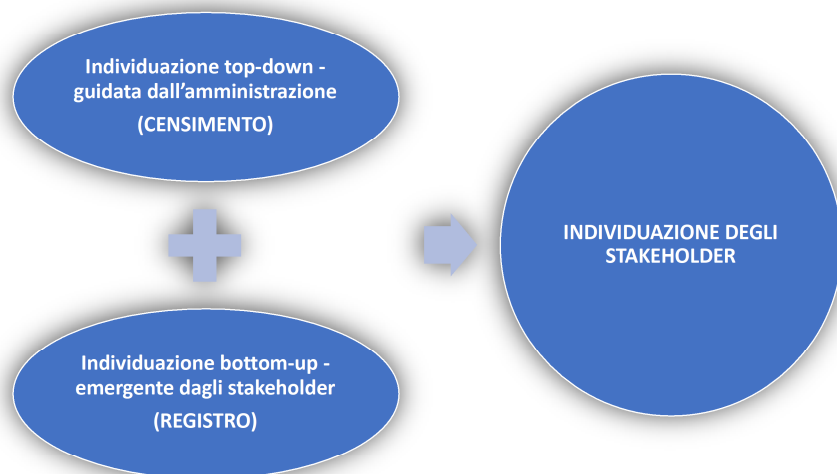 Individuazione top-down -
guidata dall’amministrazione
(CENSIMENTO)
Individuazione bottom-up -
emergente dagli stakeholder
(REGISTRO)
INDIVIDUAZIONE DEGLI
STAKEHOLDER